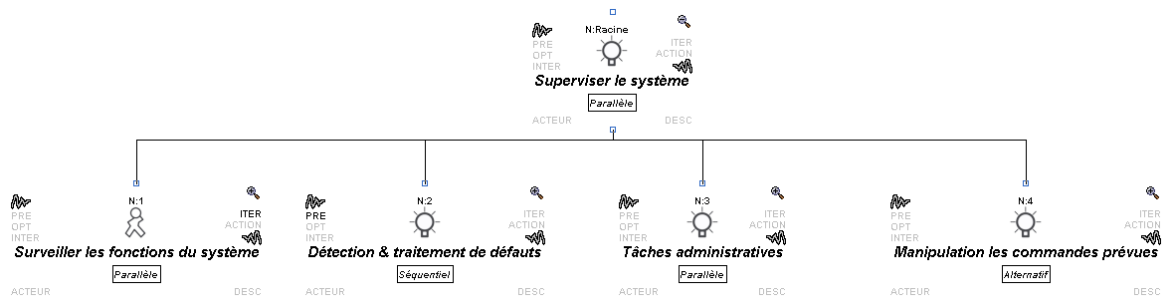 N:Racine
PRE ITER
OPT ACTION
INTER
Superviser le système
Parallèle
ACTEUR DESC
N:1 N:2 N:3 N:4
PRE ITER PRE ITER PRE ITER PRE ITER
OPT ACTION OPT ACTION OPT ACTION OPT ACTION
INTER INTER INTER INTER
Surveiller les fonctions du système Détection & traitement de défauts Tâches administratives Manipulation les commandes prévues
Parallèle Séquentiel Parallèle Alternatif
ACTEUR DESC ACTEUR DESC ACTEUR DESC ACTEUR DESC